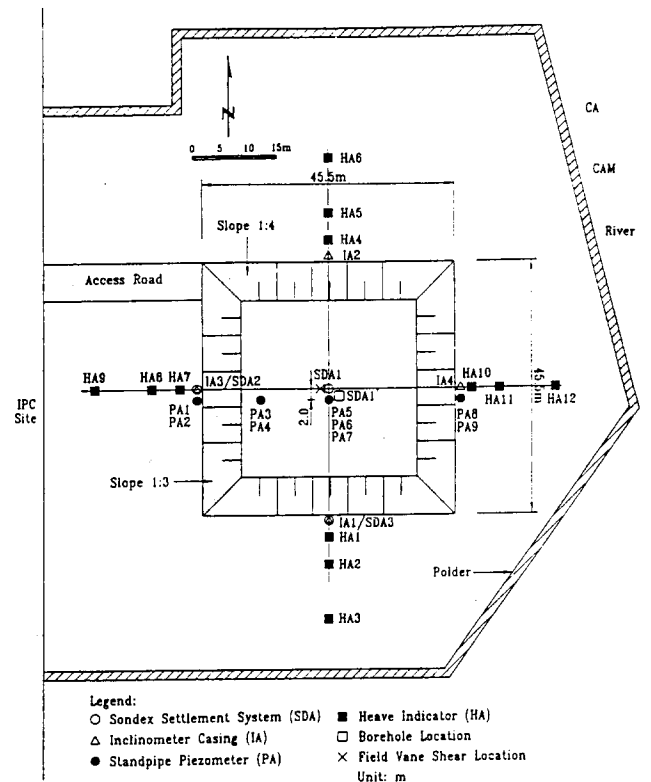 CA
N
CAM
0 5 10 15m
HA6
45.5m
HA5
River
Slope 1:4
HA4
IA2
Access Road
SDA1
HA9 HA6 HA7 IA3/SDA2 IA4 HA10
HA11 HA12
45.5m
SDA1
IPC
Site
PA1
PA2
PA3
PA4
2.0
PA5
PA6
PA7
PA8
PA9
Slope 1:3
IA1/SDA3
HA1
HA2
Polder
HA3
Legend:
Sondex Settlement System (SDA)
Inclinometer Casing (IA)
Standpipe Piezometer (PA)
Heave Indicator (HA)
Borehole Location
Field Vane Shear Location
Unit: m